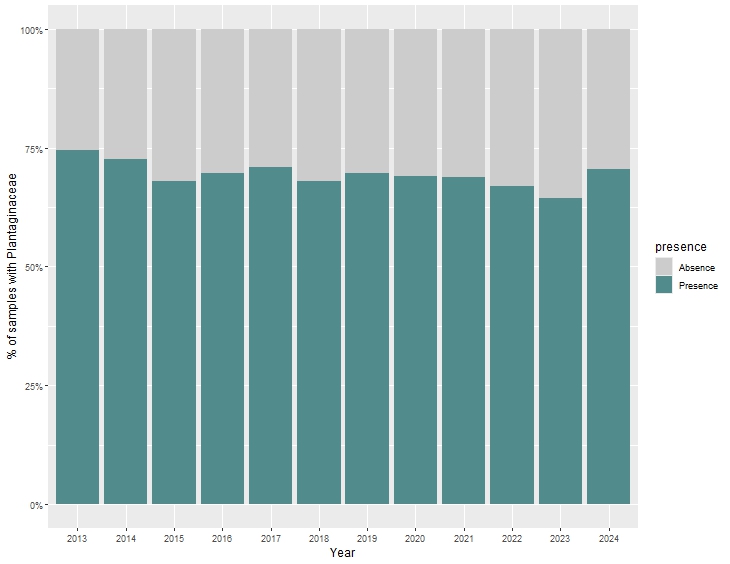 100%
75%
50%
25%
0%
% of samples with Plantaginaceae
2013 2014 2015 2016 2017 2018 2019 2020 2021 2022 2023 2024
Year
presence
Absence
Presence